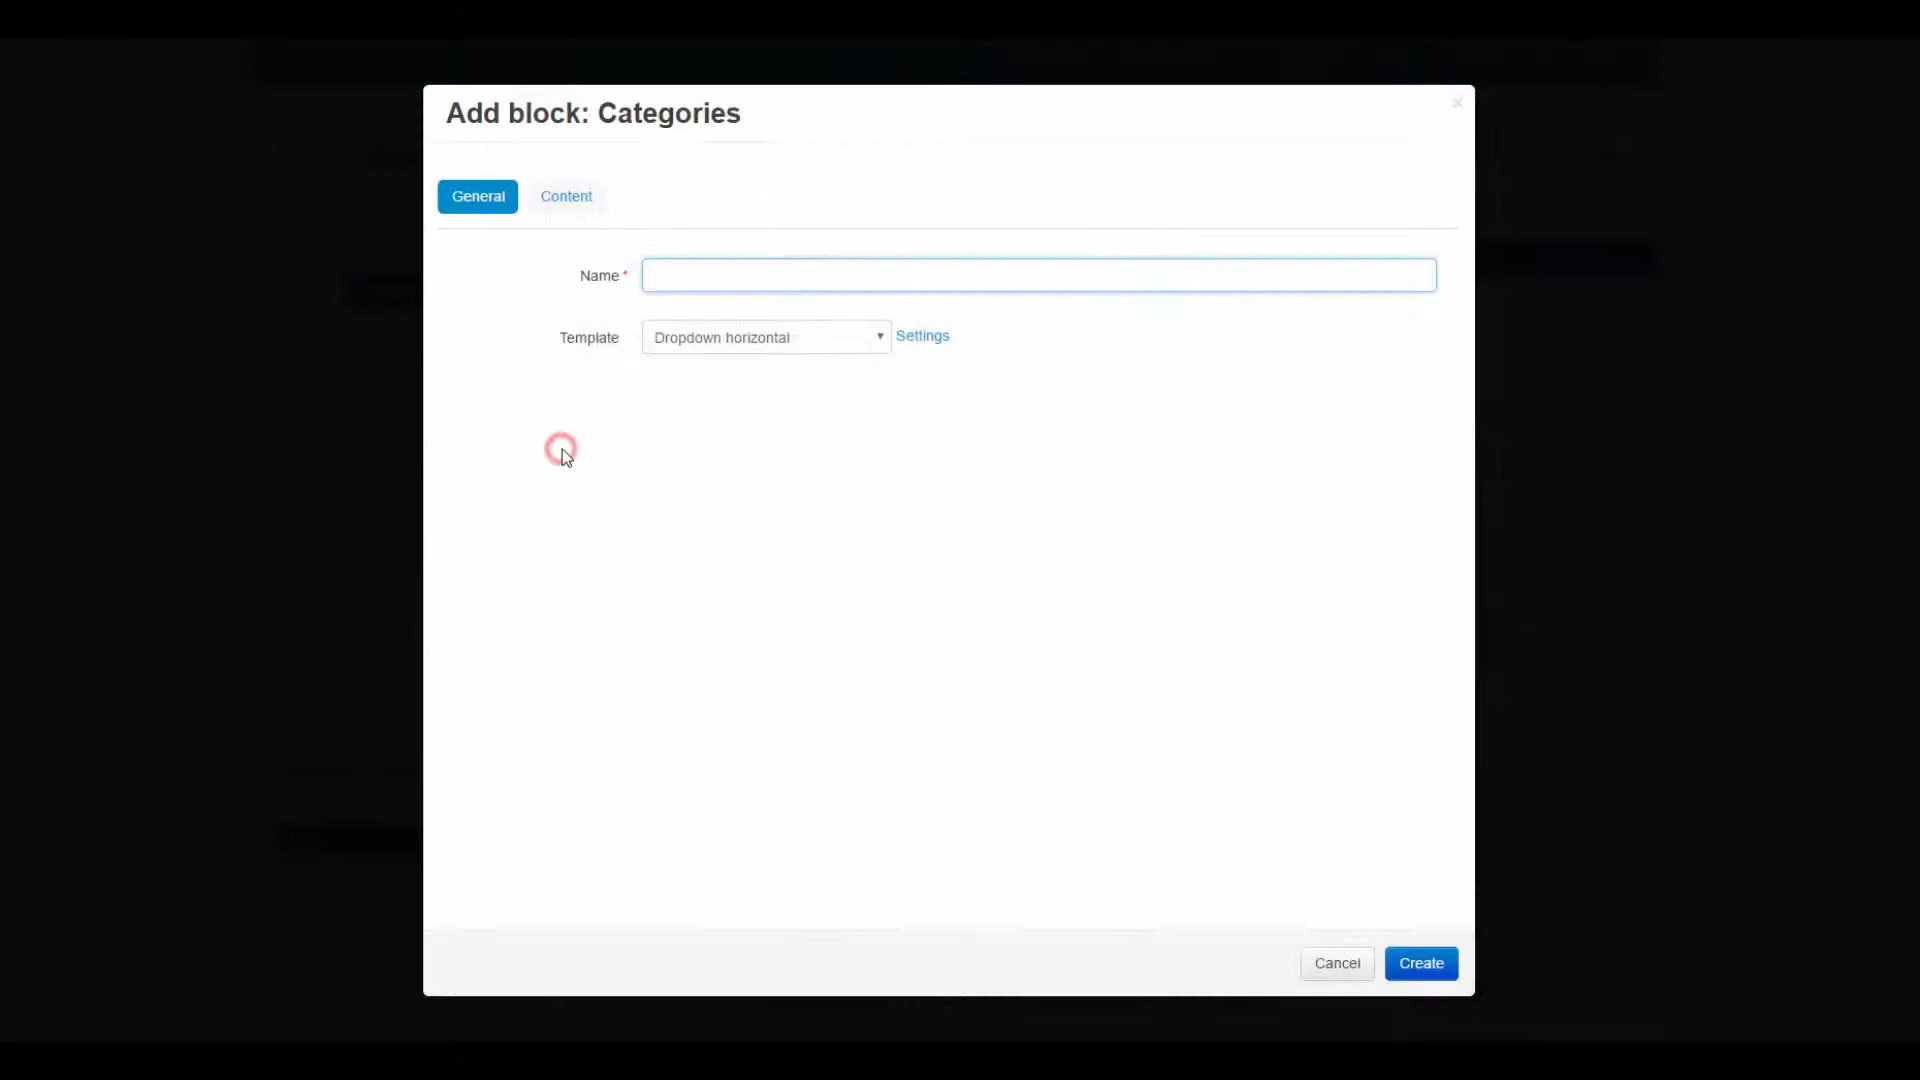 Add block: Categories
×
General Content
Name *
Template Dropdown horizontal ▼ Settings
Cancel Create